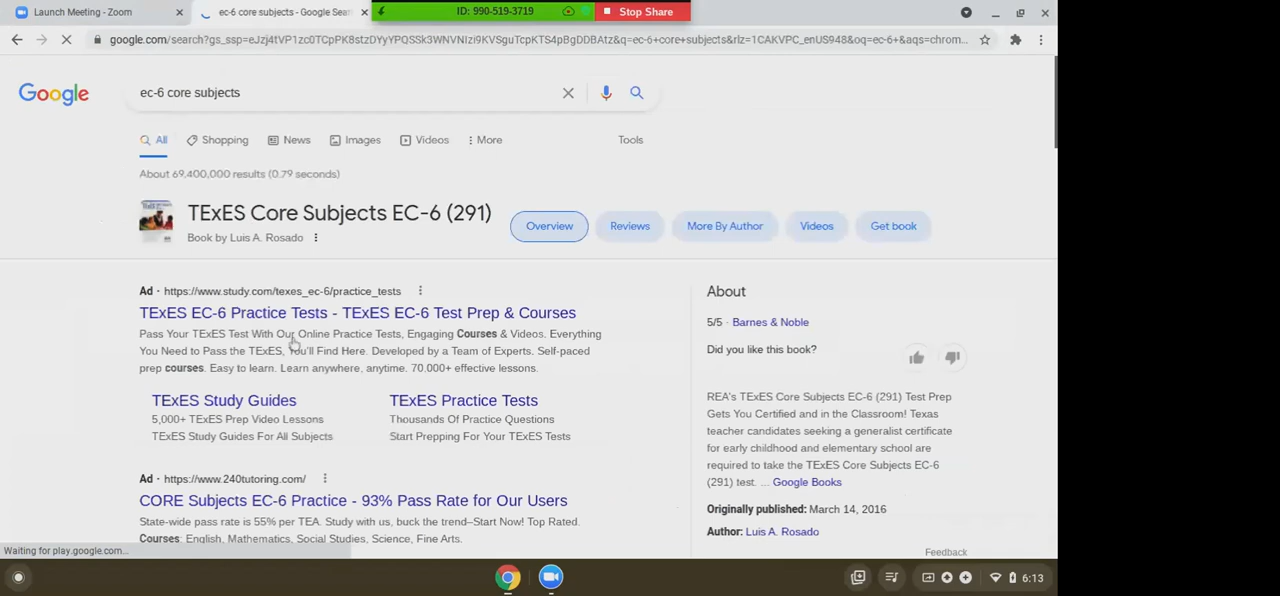 Launch Meeting - Zoom
ec-6 core subjects - Google Sea
ID: 990-519-3719
Stop Share
google.com/search?gs_ssp=eJzj4tVP1zc0TCpPK8stzDYyYPQSSk3WNVNIzi9KVSguTcpKTS4pBgDDBAtz&q=ec-6+core+subjects&rlz=1CAKVPC_enUS948&oq=ec-6+&aqs=chrom...
Google
ec-6 core subjects
All
Shopping
News
Images
Videos
More
Tools
About 69,400,000 results (0.79 seconds)
TExES Core Subjects EC-6 (291)
Book by Luis A. Rosado
Overview
Reviews
More By Author
Videos
Get book
Ad · https://www.study.com/texes_ec-6/practice_tests
TExES EC-6 Practice Tests - TExES EC-6 Test Prep & Courses
Pass Your TExES Test With Our Online Practice Tests, Engaging Courses & Videos. Everything
You Need to Pass the TExES, You'll Find Here. Developed by a Team of Experts. Self-paced
prep courses. Easy to learn. Learn anywhere, anytime. 70,000+ effective lessons.
TExES Study Guides
5,000+ TExES Prep Video Lessons
TExES Study Guides For All Subjects
TExES Practice Tests
Thousands Of Practice Questions
Start Prepping For Your TExES Tests
Ad · https://www.240tutoring.com/
CORE Subjects EC-6 Practice - 93% Pass Rate for Our Users
State-wide pass rate is 55% per TEA. Study with us, buck the trend–Start Now! Top Rated.
Courses: English, Mathematics, Social Studies, Science, Fine Arts.
About
5/5 · Barnes & Noble
Did you like this book?
REA's TExES Core Subjects EC-6 (291) Test Prep
Gets You Certified and in the Classroom! Texas
teacher candidates seeking a generalist certificate
for early childhood and elementary school are
required to take the TExES Core Subjects EC-6
(291) test. ... Google Books
Originally published: March 14, 2016
Author: Luis A. Rosado
Feedback
Waiting for play.google.com...
6:13